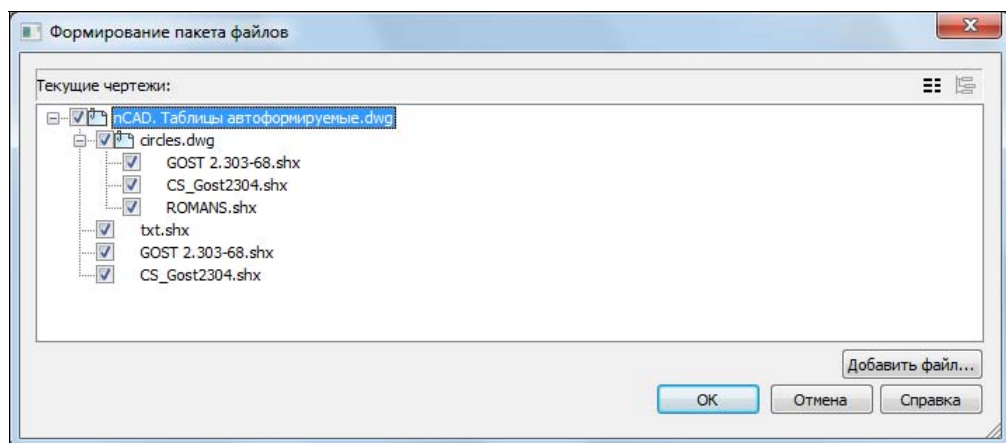 Формирование пакета файлов
Текущие чертежи:
nCAD. Таблицы автоформируемые.dwg
circles.dwg
GOST 2.303-68.shx
CS_Gost2304.shx
ROMANS.shx
txt.shx
GOST 2.303-68.shx
CS_Gost2304.shx
Добавить файл...
ОК
Отмена
Справка